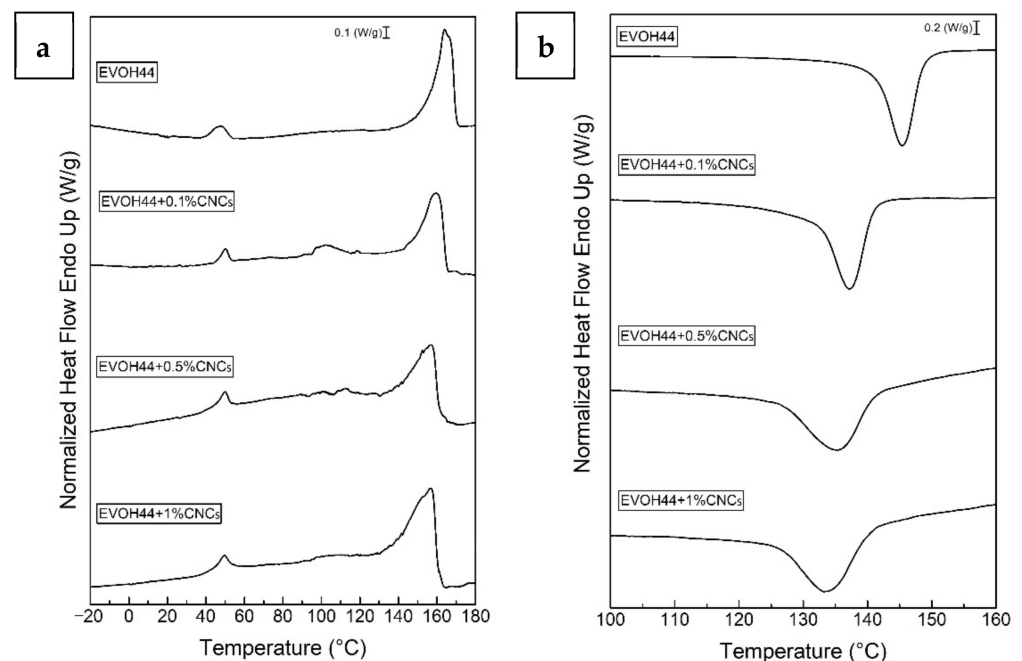 a
0.1 (W/g)
EVOH44
EVOH44+0.1%CNCs
EVOH44+0.5%CNCs
EVOH44+1%CNCs
Normalized Heat Flow Endo Up (W/g)
−20 0 20 40 60 80 100 120 140 160 180
Temperature (°C)
b
0.2 (W/g)
EVOH44
EVOH44+0.1%CNCs
EVOH44+0.5%CNCs
EVOH44+1%CNCs
Normalized Heat Flow Endo Up (W/g)
100 110 120 130 140 150 160
Temperature (°C)